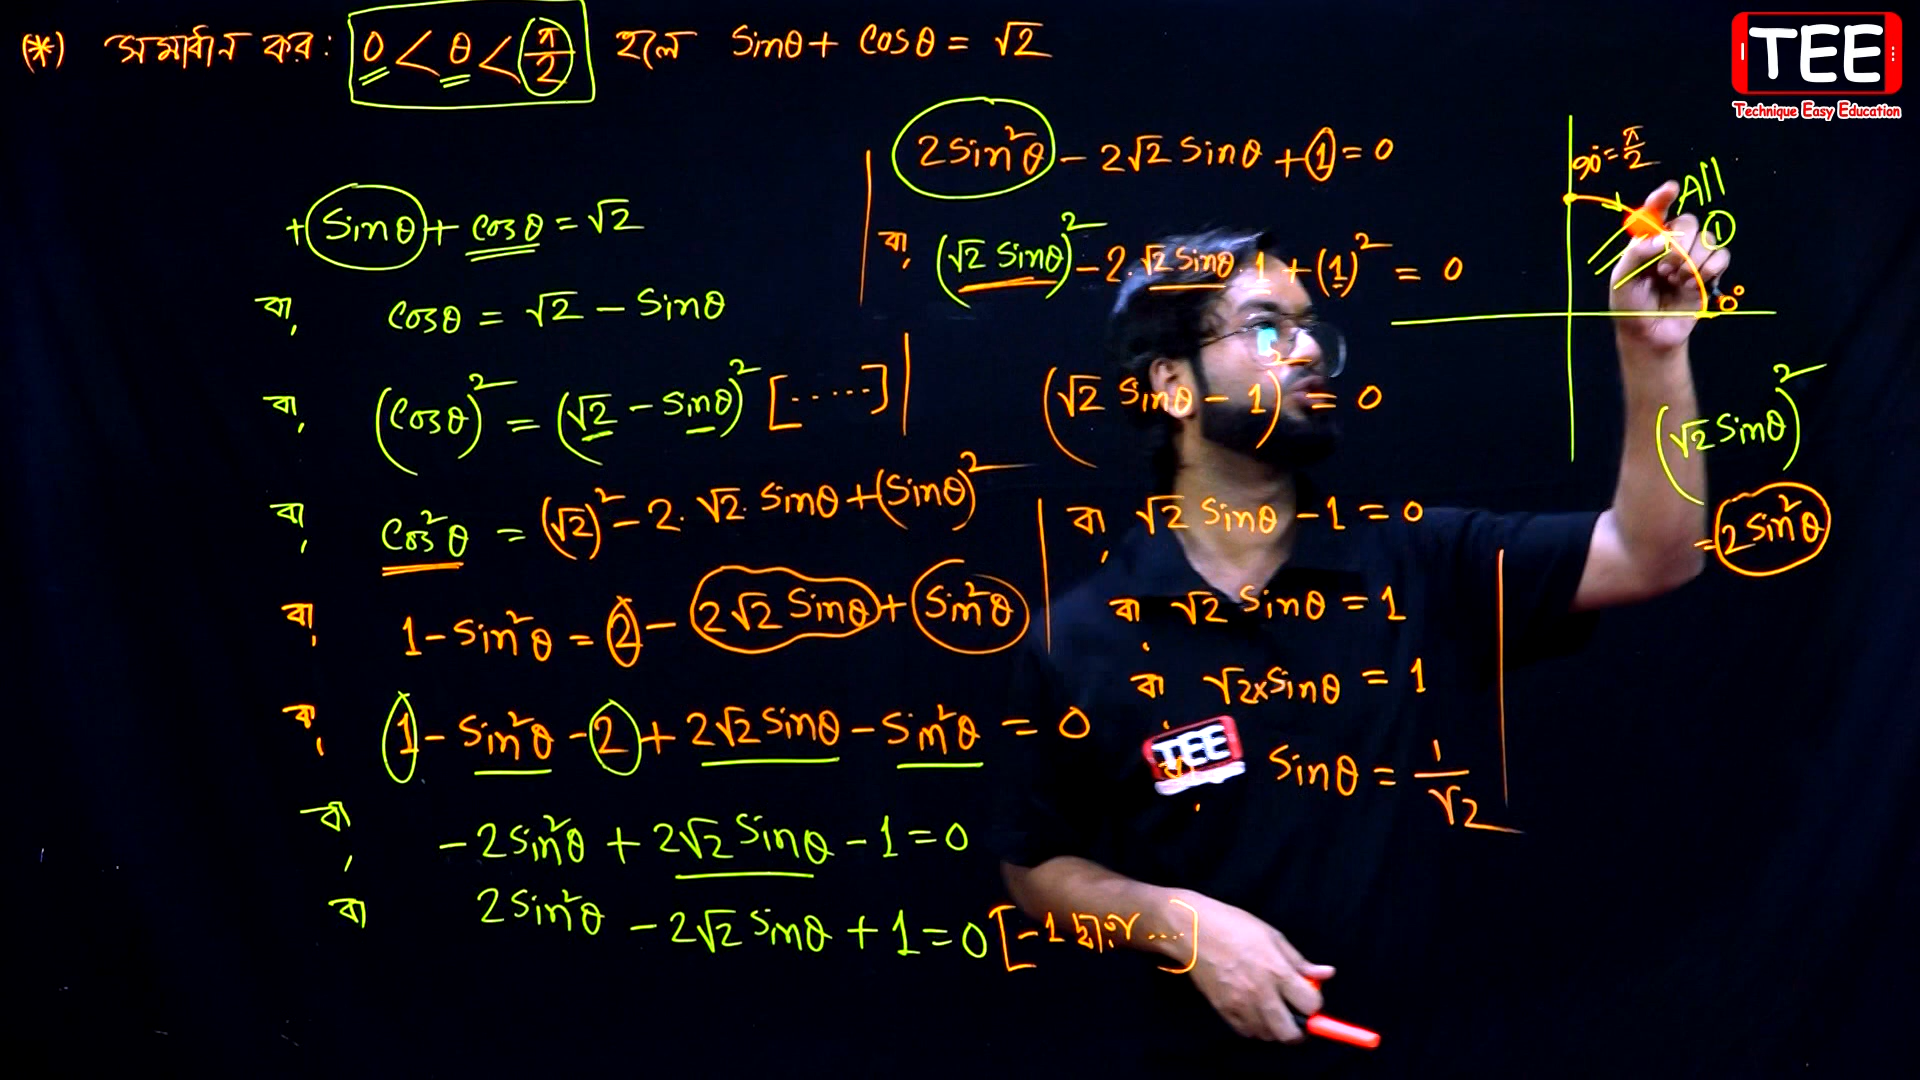 (*) সমাধান কর: 0 < θ < π/2 হলে Sinθ + Cosθ = √2
+ Sinθ + Cosθ = √2
বা, Cosθ = √2 − Sinθ
বা, (Cosθ)² = (√2 − Sinθ)² [.....]
বা, Cos²θ = (√2)² − 2. √2. Sinθ + (Sinθ)²
বা, 1 − Sin²θ = 2 − 2√2 Sinθ + Sin²θ
বা, 1 − Sin²θ − 2 + 2√2 Sinθ − Sin²θ = 0
বা, −2Sin²θ + 2√2 Sinθ − 1 = 0
বা 2Sin²θ − 2√2 Sinθ + 1 = 0 [−1 দ্বারা ....]
2Sin²θ − 2√2 Sinθ + 1 = 0
বা, (√2 Sinθ)² − 2.√2 Sinθ.1 + (1)² = 0
(√2 Sinθ − 1)² = 0
বা, √2 Sinθ − 1 = 0
বা, √2 Sinθ = 1
বা, √2×Sinθ = 1
বা, Sinθ = 1/√2
90° = π/2
All
1
0°
(√2 Sinθ)²
= 2Sin²θ
TEE
Technique Easy Education
TEE